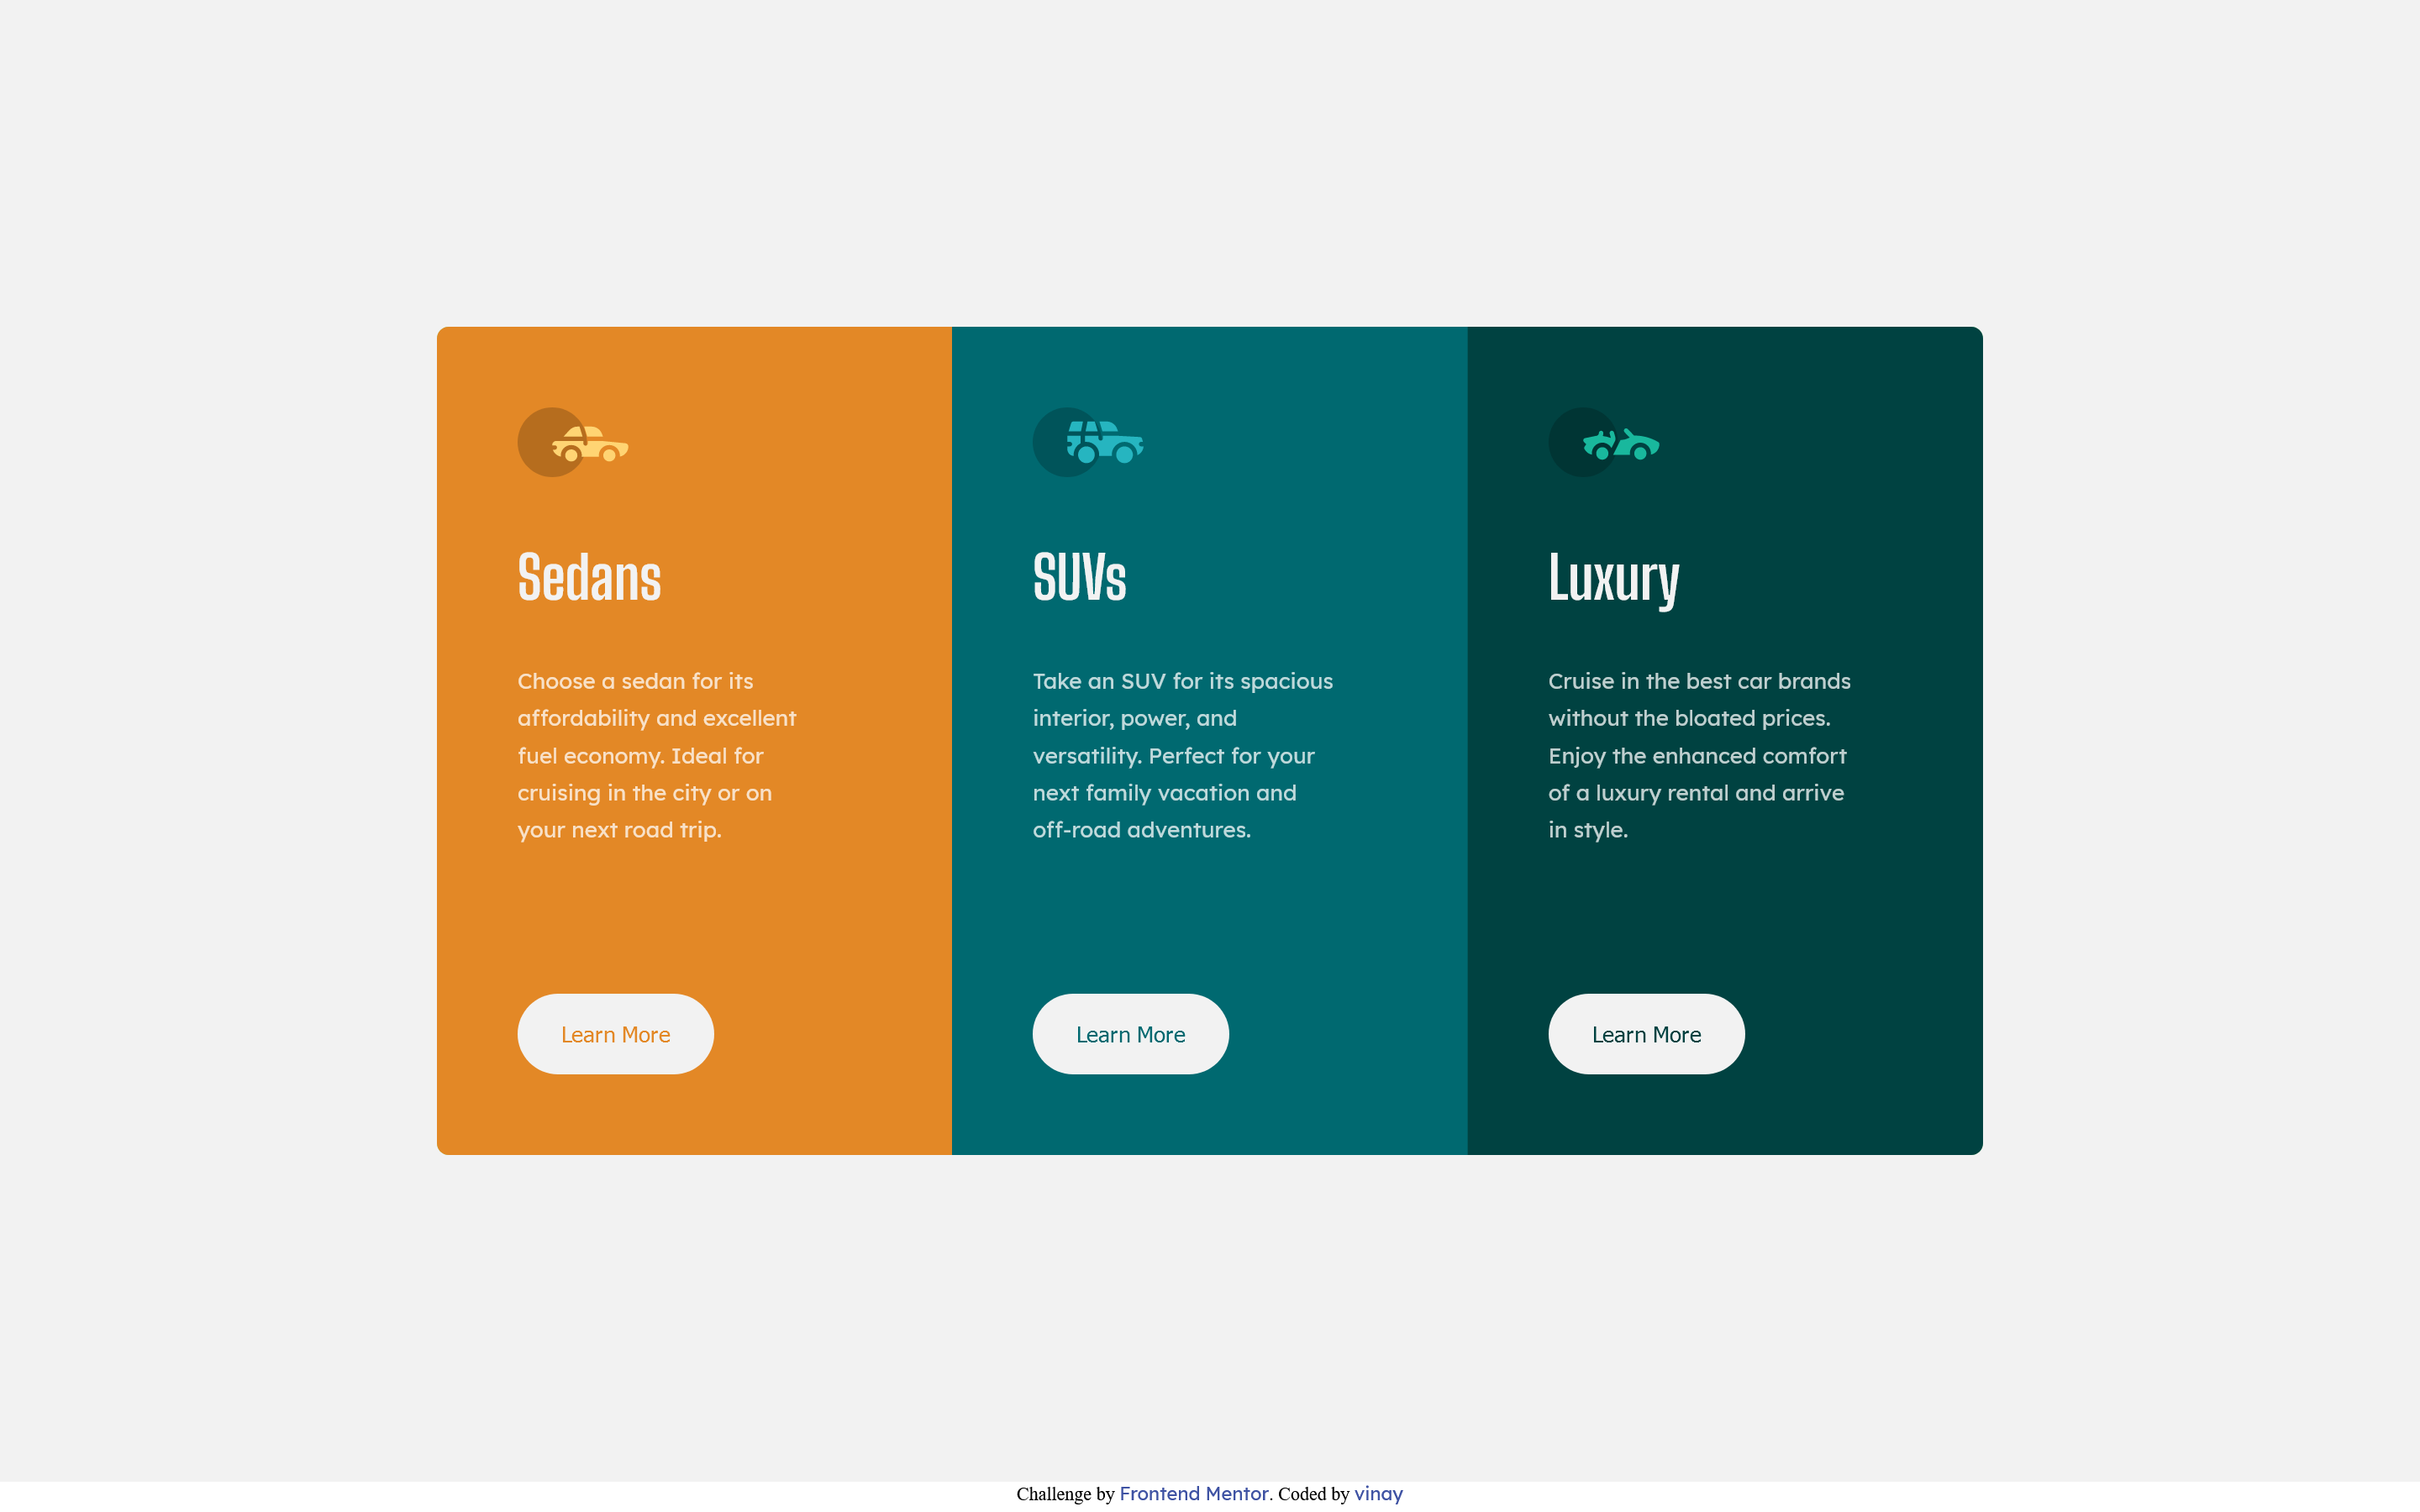 Sedans
Choose a sedan for its
affordability and excellent
fuel economy. Ideal for
cruising in the city or on
your next road trip.
Learn More
SUVs
Take an SUV for its spacious
interior, power, and
versatility. Perfect for your
next family vacation and
off-road adventures.
Learn More
Luxury
Cruise in the best car brands
without the bloated prices.
Enjoy the enhanced comfort
of a luxury rental and arrive
in style.
Learn More
Challenge by Frontend Mentor. Coded by vinay